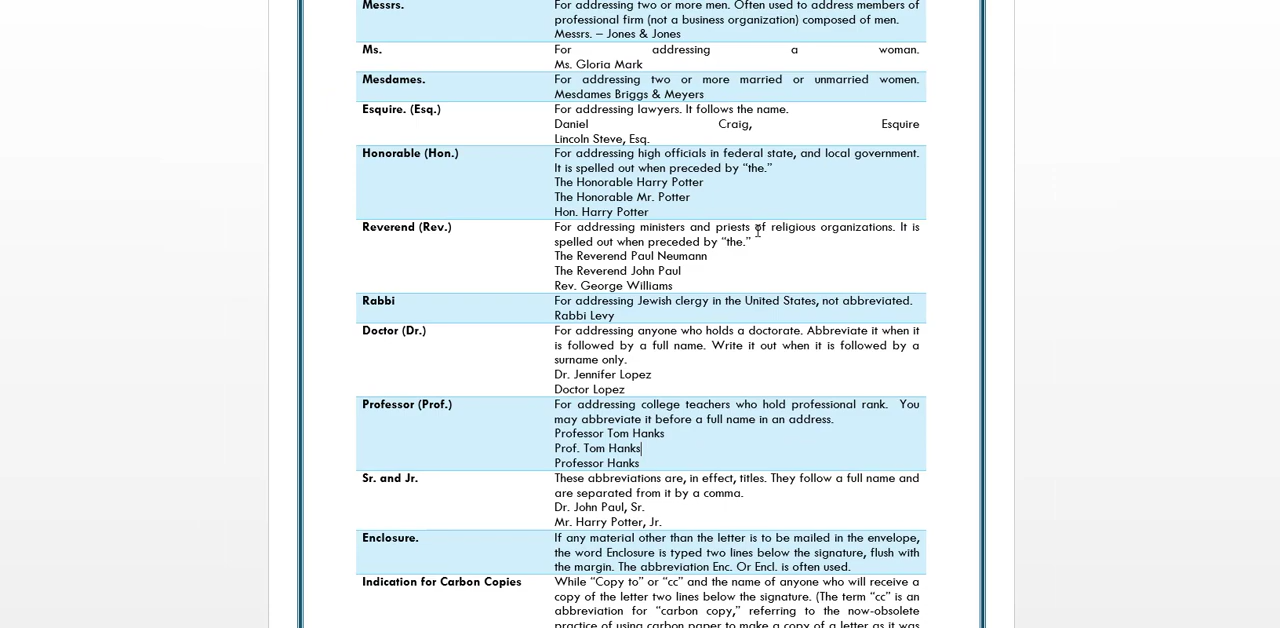 Messrs.
For addressing two or more men. Often used to address members of
professional firm (not a business organization) composed of men.
Messrs. – Jones & Jones
Ms.
For addressing a woman.
Ms. Gloria Mark
Mesdames.
For addressing two or more married or unmarried women.
Mesdames Briggs & Meyers
Esquire. (Esq.)
For addressing lawyers. It follows the name.
Daniel Craig, Esquire
Lincoln Steve, Esq.
Honorable (Hon.)
For addressing high officials in federal state, and local government.
It is spelled out when preceded by “the.”
The Honorable Harry Potter
The Honorable Mr. Potter
Hon. Harry Potter
Reverend (Rev.)
For addressing ministers and priests of religious organizations. It is
spelled out when preceded by “the.”
The Reverend Paul Neumann
The Reverend John Paul
Rev. George Williams
Rabbi
For addressing Jewish clergy in the United States, not abbreviated.
Rabbi Levy
Doctor (Dr.)
For addressing anyone who holds a doctorate. Abbreviate it when it
is followed by a full name. Write it out when it is followed by a
surname only.
Dr. Jennifer Lopez
Doctor Lopez
Professor (Prof.)
For addressing college teachers who hold professional rank. You
may abbreviate it before a full name in an address.
Professor Tom Hanks
Prof. Tom Hanks
Professor Hanks
Sr. and Jr.
These abbreviations are, in effect, titles. They follow a full name and
are separated from it by a comma.
Dr. John Paul, Sr.
Mr. Harry Potter, Jr.
Enclosure.
If any material other than the letter is to be mailed in the envelope,
the word Enclosure is typed two lines below the signature, flush with
the margin. The abbreviation Enc. Or Encl. is often used.
Indication for Carbon Copies
While “Copy to” or “cc” and the name of anyone who will receive a
copy of the letter two lines below the signature. (The term “cc” is an
abbreviation for “carbon copy,” referring to the now-obsolete
practice of using carbon paper to make a copy of a letter as it was